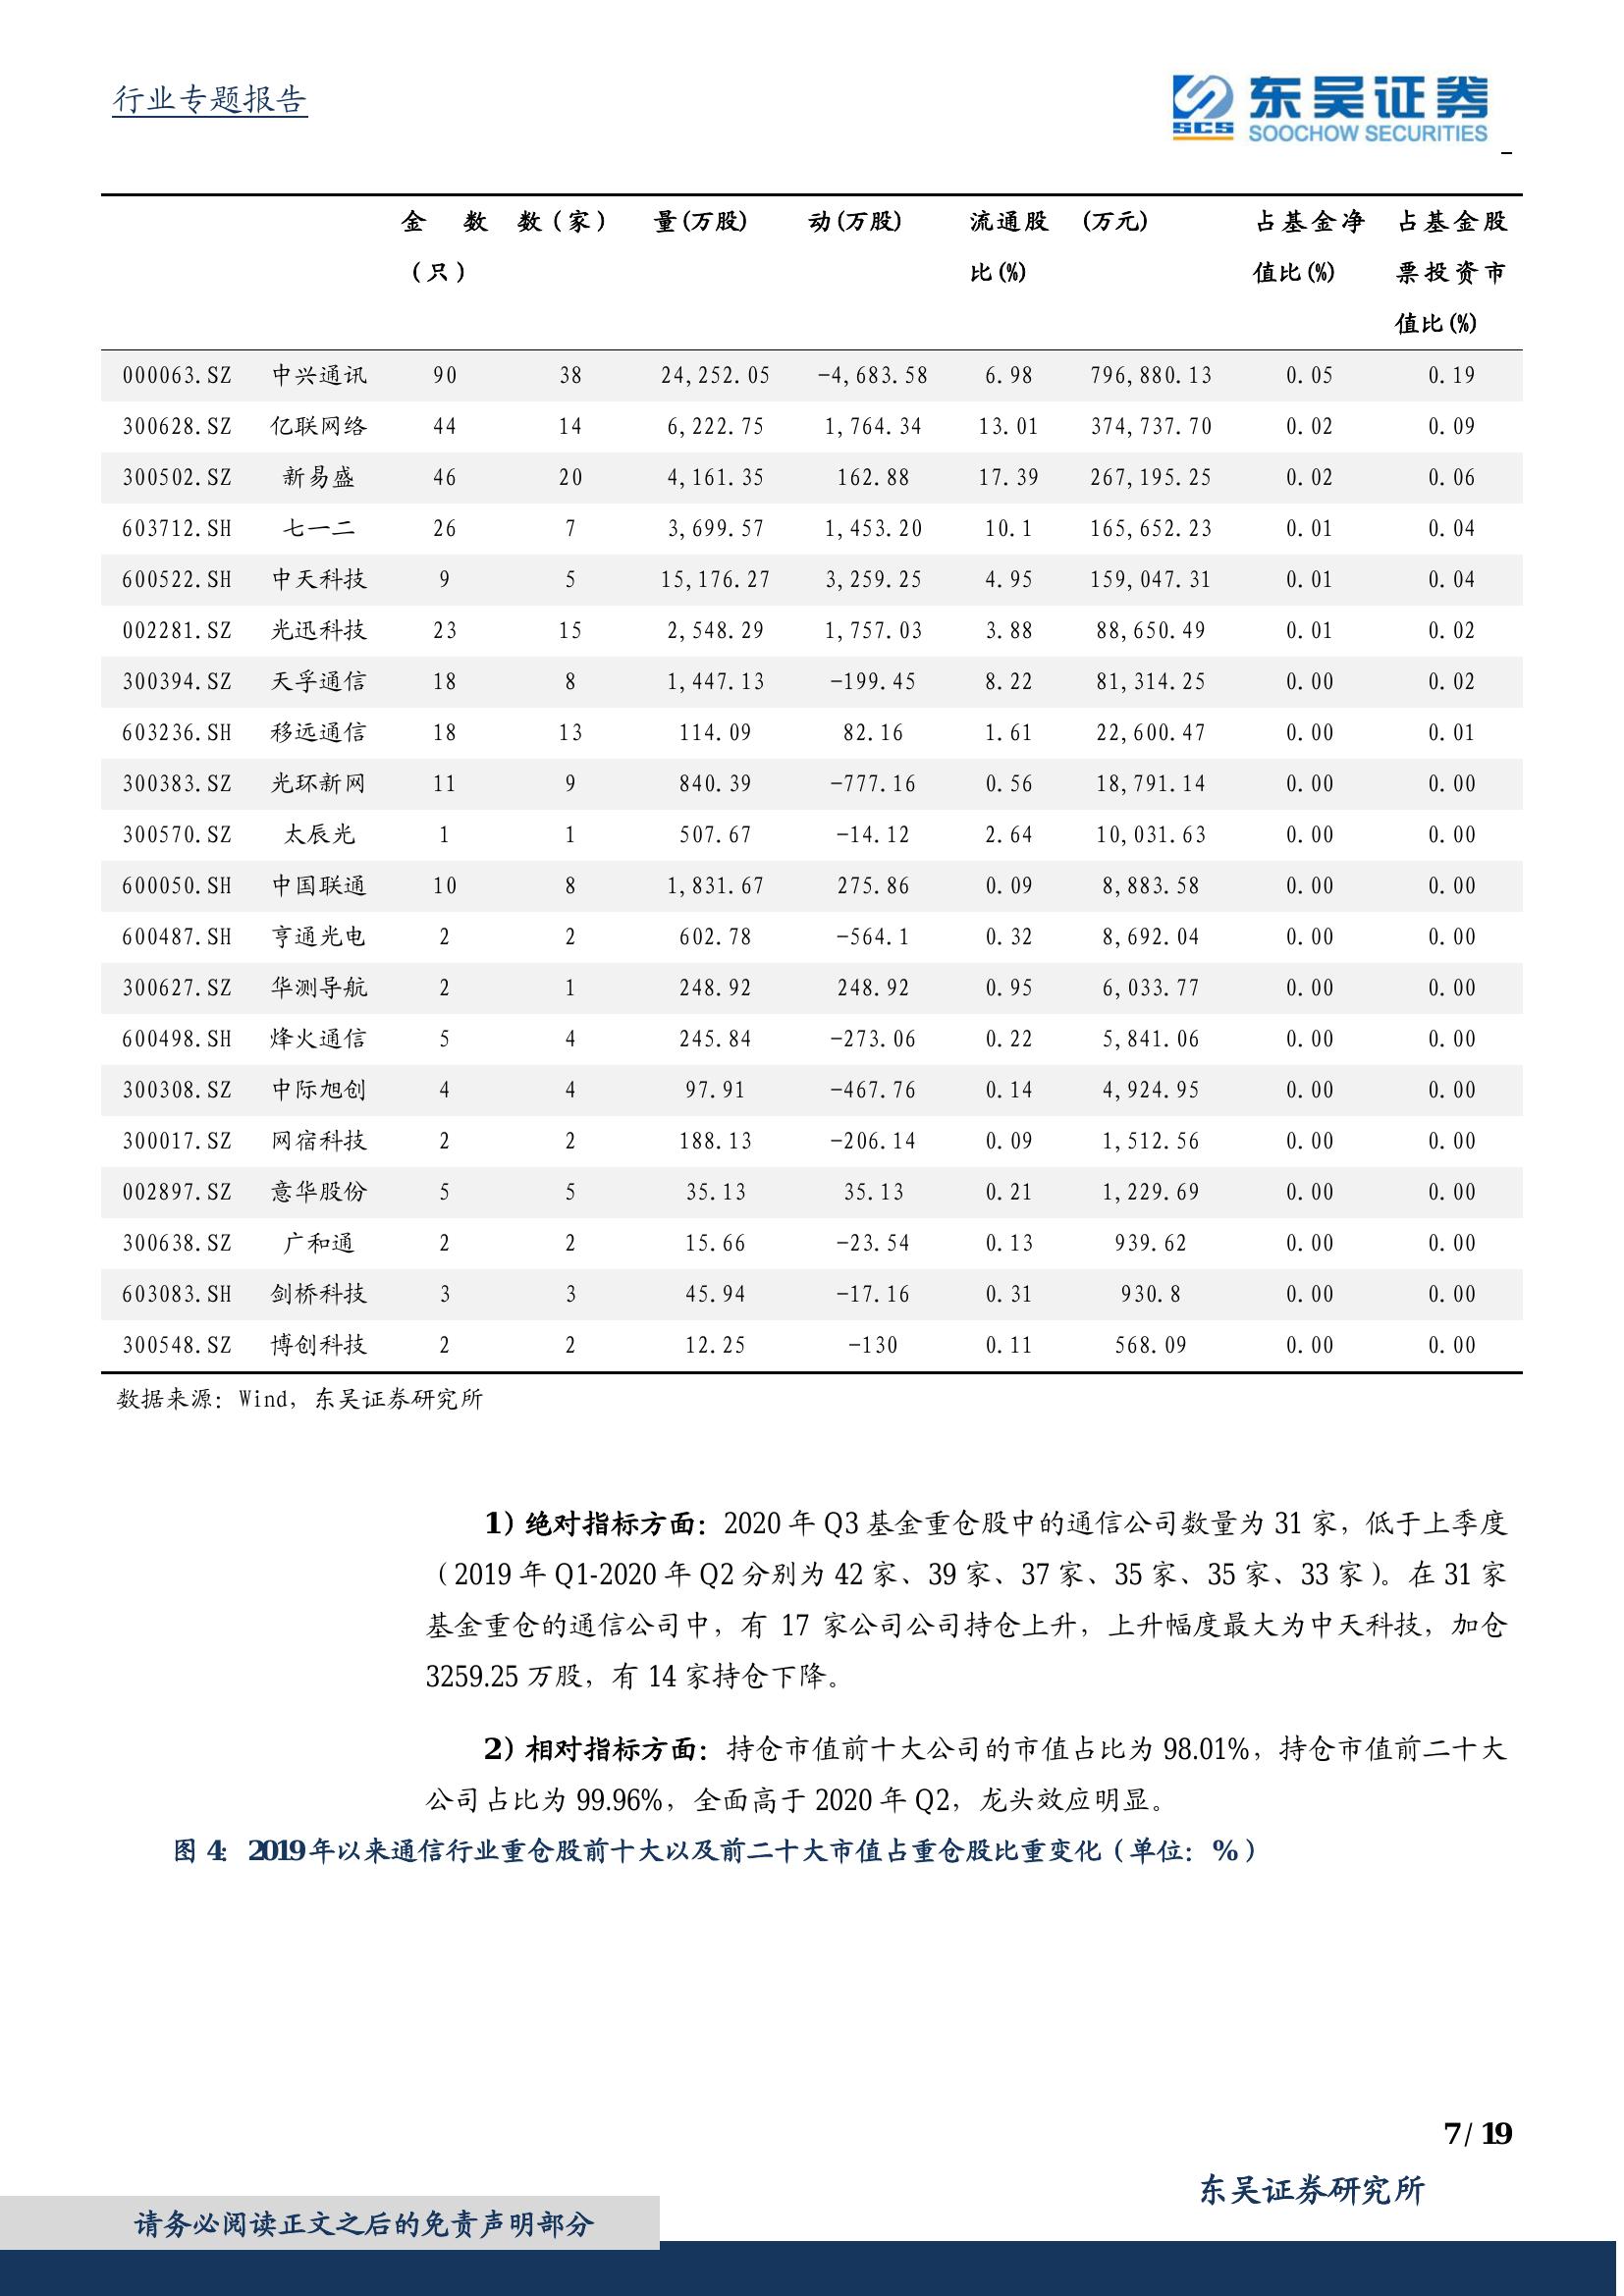 行业专题报告
东吴证券
SCS SOOCHOW SECURITIES
金 数 数（家） 量(万股) 动(万股) 流通股 (万元) 占基金净 占基金股
（只） 比(%) 值比(%) 票投资市
值比(%)
000063.SZ 中兴通讯 90 38 24,252.05 -4,683.58 6.98 796,880.13 0.05 0.19
300628.SZ 亿联网络 44 14 6,222.75 1,764.34 13.01 374,737.70 0.02 0.09
300502.SZ 新易盛 46 20 4,161.35 162.88 17.39 267,195.25 0.02 0.06
603712.SH 七一二 26 7 3,699.57 1,453.20 10.1 165,652.23 0.01 0.04
600522.SH 中天科技 9 5 15,176.27 3,259.25 4.95 159,047.31 0.01 0.04
002281.SZ 光迅科技 23 15 2,548.29 1,757.03 3.88 88,650.49 0.01 0.02
300394.SZ 天孚通信 18 8 1,447.13 -199.45 8.22 81,314.25 0.00 0.02
603236.SH 移远通信 18 13 114.09 82.16 1.61 22,600.47 0.00 0.01
300383.SZ 光环新网 11 9 840.39 -777.16 0.56 18,791.14 0.00 0.00
300570.SZ 太辰光 1 1 507.67 -14.12 2.64 10,031.63 0.00 0.00
600050.SH 中国联通 10 8 1,831.67 275.86 0.09 8,883.58 0.00 0.00
600487.SH 亨通光电 2 2 602.78 -564.1 0.32 8,692.04 0.00 0.00
300627.SZ 华测导航 2 1 248.92 248.92 0.95 6,033.77 0.00 0.00
600498.SH 烽火通信 5 4 245.84 -273.06 0.22 5,841.06 0.00 0.00
300308.SZ 中际旭创 4 4 97.91 -467.76 0.14 4,924.95 0.00 0.00
300017.SZ 网宿科技 2 2 188.13 -206.14 0.09 1,512.56 0.00 0.00
002897.SZ 意华股份 5 5 35.13 35.13 0.21 1,229.69 0.00 0.00
300638.SZ 广和通 2 2 15.66 -23.54 0.13 939.62 0.00 0.00
603083.SH 剑桥科技 3 3 45.94 -17.16 0.31 930.8 0.00 0.00
300548.SZ 博创科技 2 2 12.25 -130 0.11 568.09 0.00 0.00
数据来源：Wind，东吴证券研究所
1）绝对指标方面：2020 年 Q3 基金重仓股中的通信公司数量为 31 家，低于上季度
（2019 年 Q1-2020 年 Q2 分别为 42 家、39 家、37 家、35 家、35 家、33 家）。在 31 家
基金重仓的通信公司中，有 17 家公司公司持仓上升，上升幅度最大为中天科技，加仓
3259.25 万股，有 14 家持仓下降。
2）相对指标方面：持仓市值前十大公司的市值占比为 98.01%，持仓市值前二十大
公司占比为 99.96%，全面高于 2020 年 Q2，龙头效应明显。
图 4： 2019 年以来通信行业重仓股前十大以及前二十大市值占重仓股比重变化（单位：%）
7 / 19
东吴证券研究所
请务必阅读正文之后的免责声明部分